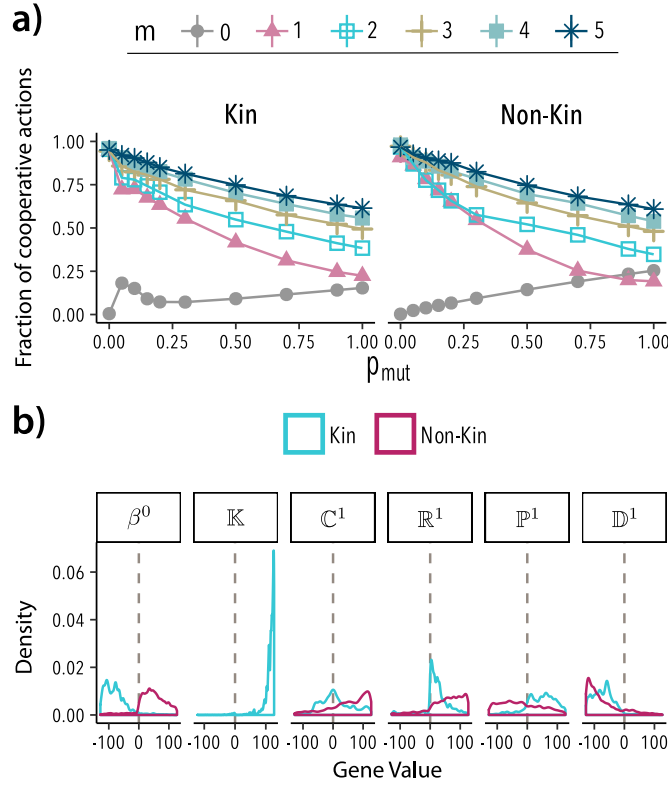 a)
m 0 1 2 3 4 5
Kin Non-Kin
Fraction of cooperative actions
1.00
0.75
0.50
0.25
0.00
0.00 0.25 0.50 0.75 1.00 0.00 0.25 0.50 0.75 1.00
pmut
b)
Kin Non-Kin
β⁰ 𝕂 ℂ¹ ℝ¹ ℙ¹ 𝔻¹
Density
0.06
0.04
0.02
0.00
-100 0 100 -100 0 100 -100 0 100 -100 0 100 -100 0 100 -100 0 100
Gene Value